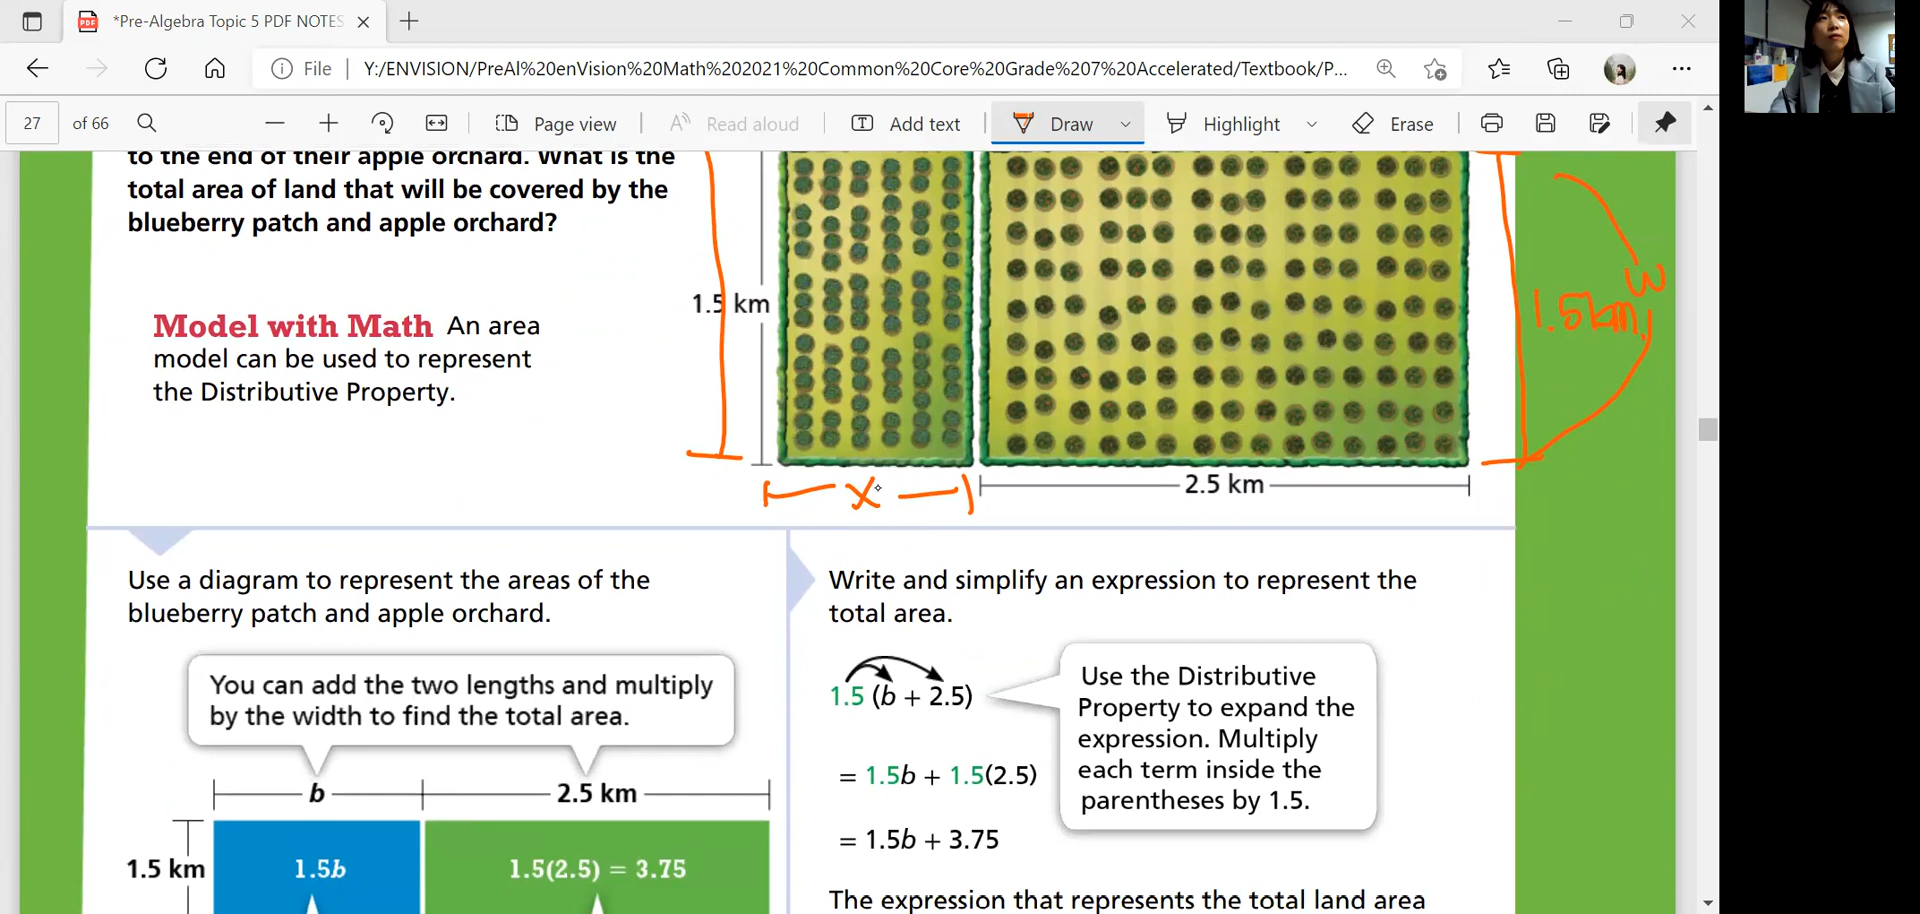 *Pre-Algebra Topic 5 PDF NOTES
File
Y:/ENVISION/PreAl%20enVision%20Math%202021%20Common%20Core%20Grade%207%20Accelerated/Textbook/P...
27 of 66
Page view
Read aloud
Add text
Draw
Highlight
Erase
to the end of their apple orchard. What is the
total area of land that will be covered by the
blueberry patch and apple orchard?
Model with Math An area
model can be used to represent
the Distributive Property.
1.5 km
x
2.5 km
1.5km
W
Use a diagram to represent the areas of the
blueberry patch and apple orchard.
You can add the two lengths and multiply
by the width to find the total area.
b
2.5 km
1.5 km
1.5b
1.5(2.5) = 3.75
Write and simplify an expression to represent the
total area.
1.5 (b + 2.5)
= 1.5b + 1.5(2.5)
= 1.5b + 3.75
Use the Distributive
Property to expand the
expression. Multiply
each term inside the
parentheses by 1.5.
The expression that represents the total land area